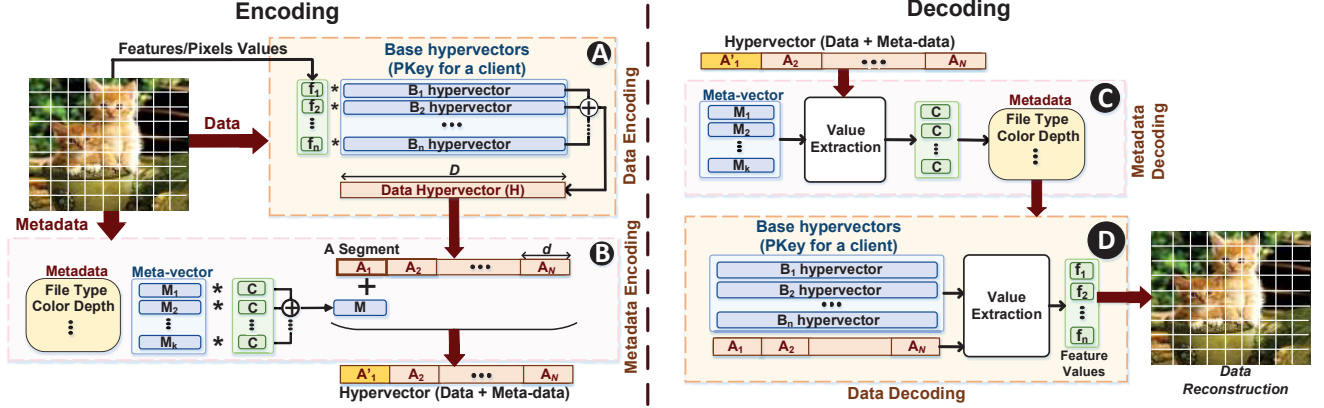 Encoding
Features/Pixels Values
Base hypervectors
(PKey for a client)
A
f1 * B1 hypervector
f2 * B2 hypervector
fn * Bn hypervector
+
Data
D
Data Hypervector (H)
Data Encoding
Metadata
B
A Segment
d
A1 A2 ••• AN
+
M
Metadata
File Type
Color Depth
Meta-vector
M1 * C
M2 * C
Mk * C
+
Metadata Encoding
A'1 A2 ••• AN
Hypervector (Data + Meta-data)
Decoding
Hypervector (Data + Meta-data)
A'1 A2 ••• AN
C
Meta-vector
M1
M2
Mk
Value
Extraction
C
C
C
Metadata
File Type
Color Depth
Metadata
Decoding
D
Base hypervectors
(PKey for a client)
B1 hypervector
B2 hypervector
•••
Bn hypervector
A1 A2 AN
Value
Extraction
f1
f2
fn
Feature
Values
Data Decoding
Data
Reconstruction